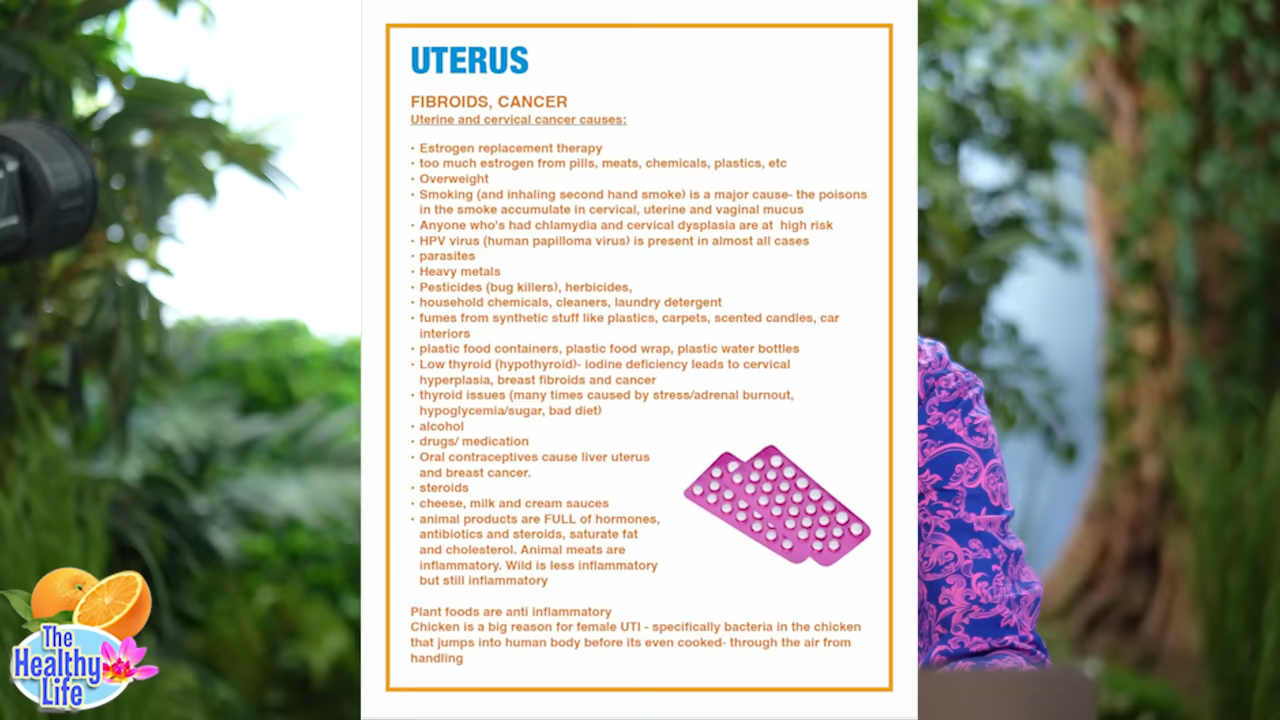 UTERUS
FIBROIDS, CANCER
Uterine and cervical cancer causes:
· Estrogen replacement therapy
· too much estrogen from pills, meats, chemicals, plastics, etc
· Overweight
· Smoking (and inhaling second hand smoke) is a major cause- the poisons
in the smoke accumulate in cervical, uterine and vaginal mucus
· Anyone who's had chlamydia and cervical dysplasia are at  high risk
· HPV virus (human papilloma virus) is present in almost all cases
· parasites
· Heavy metals
· Pesticides (bug killers), herbicides,
· household chemicals, cleaners, laundry detergent
· fumes from synthetic stuff like plastics, carpets, scented candles, car
interiors
· plastic food containers, plastic food wrap, plastic water bottles
· Low thyroid (hypothyroid)- iodine deficiency leads to cervical
hyperplasia, breast fibroids and cancer
· thyroid issues (many times caused by stress/adrenal burnout,
hypoglycemia/sugar, bad diet)
· alcohol
· drugs/ medication
· Oral contraceptives cause liver uterus
and breast cancer.
· steroids
· cheese, milk and cream sauces
· animal products are FULL of hormones,
antibiotics and steroids, saturate fat
and cholesterol. Animal meats are
inflammatory. Wild is less inflammatory
but still inflammatory
Plant foods are anti inflammatory
Chicken is a big reason for female UTI - specifically bacteria in the chicken
that jumps into human body before its even cooked- through the air from
handling
The
Healthy
Life